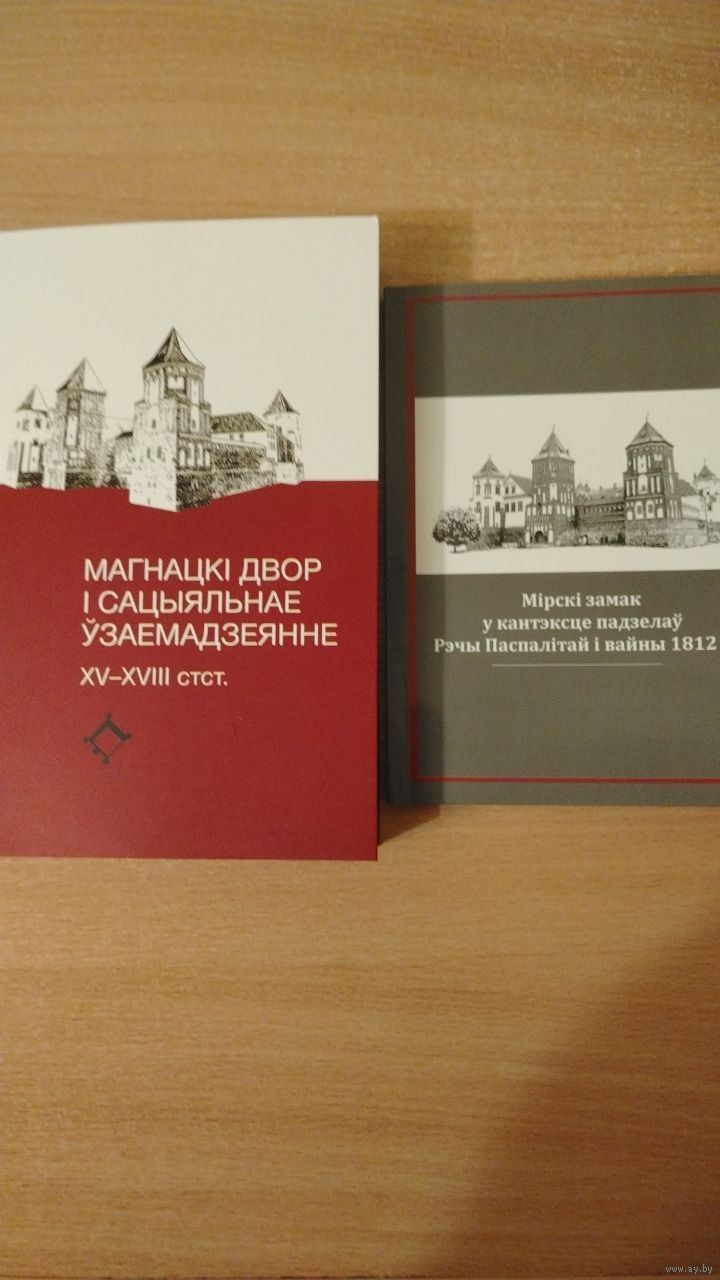 МАГНАЦКІ ДВОР
І САЦЫЯЛЬНАЕ
ЎЗАЕМАДЗЕЯННЕ
XV–XVIII стст.
Мірскі замак
у кантэксце падзелаў
Рэчы Паспалітай і вайны 1812
www.ay.by